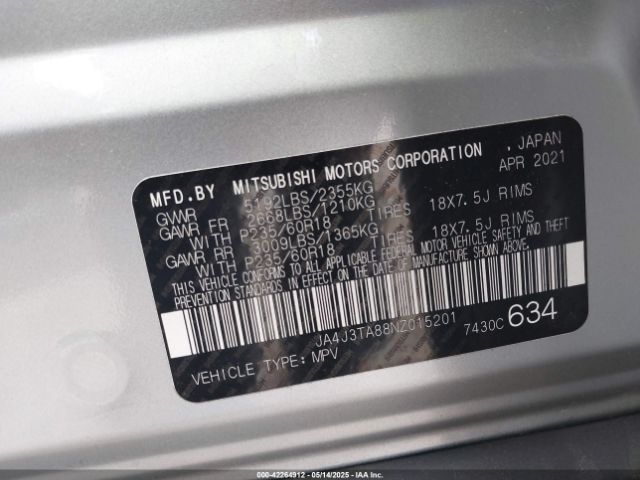 MFD.BY MITSUBISHI MOTORS CORPORATION . JAPAN
GVWR 5192LBS/2355KG APR 2021
GAWR FR 2668LBS/1210KG
WITH P235/60R18 TIRES 18X7.5J RIMS
GAWR RR 3009LBS/1365KG
WITH P235/60R18 TIRES 18X7.5J RIMS
THIS VEHICLE CONFORMS TO ALL APPLICABLE FEDERAL MOTOR VEHICLE SAFETY AND THEFT
PREVENTION STANDARDS IN EFFECT ON THE DATE OF MANUFACTURE SHOWN ABOVE.
JA4J3TA88NZ015201 7430C 634
VEHICLE TYPE: MPV
000-42264912 - 05/14/2025 - © IAA Inc.